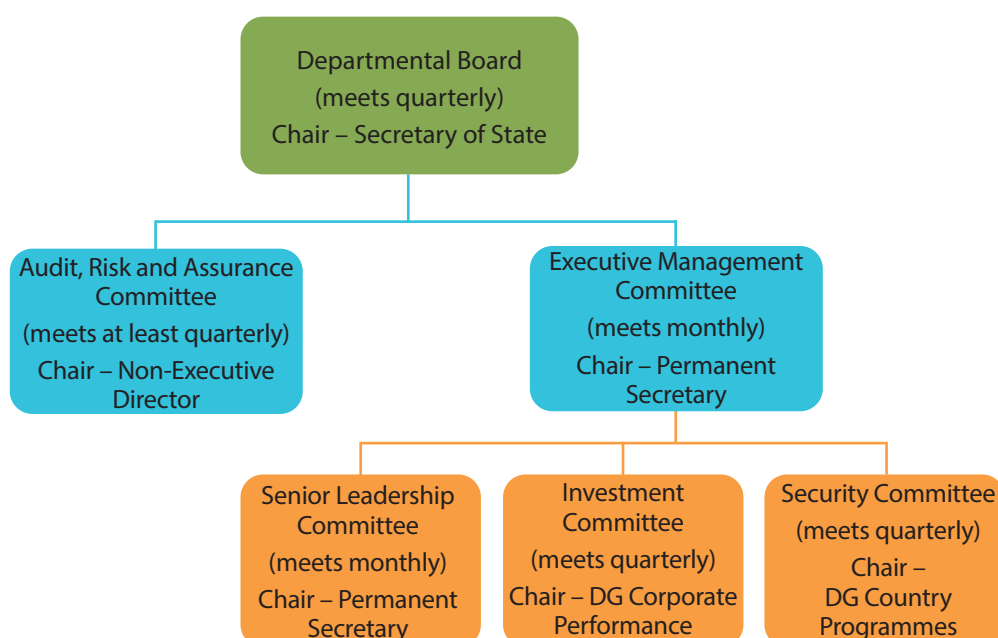 Departmental Board
(meets quarterly)
Chair – Secretary of State
Audit, Risk and Assurance
Committee
(meets at least quarterly)
Chair – Non-Executive
Director
Executive Management
Committee
(meets monthly)
Chair – Permanent
Secretary
Senior Leadership
Committee
(meets monthly)
Chair – Permanent
Secretary
Investment
Committee
(meets quarterly)
Chair – DG Corporate
Performance
Security Committee
(meets quarterly)
Chair –
DG Country
Programmes